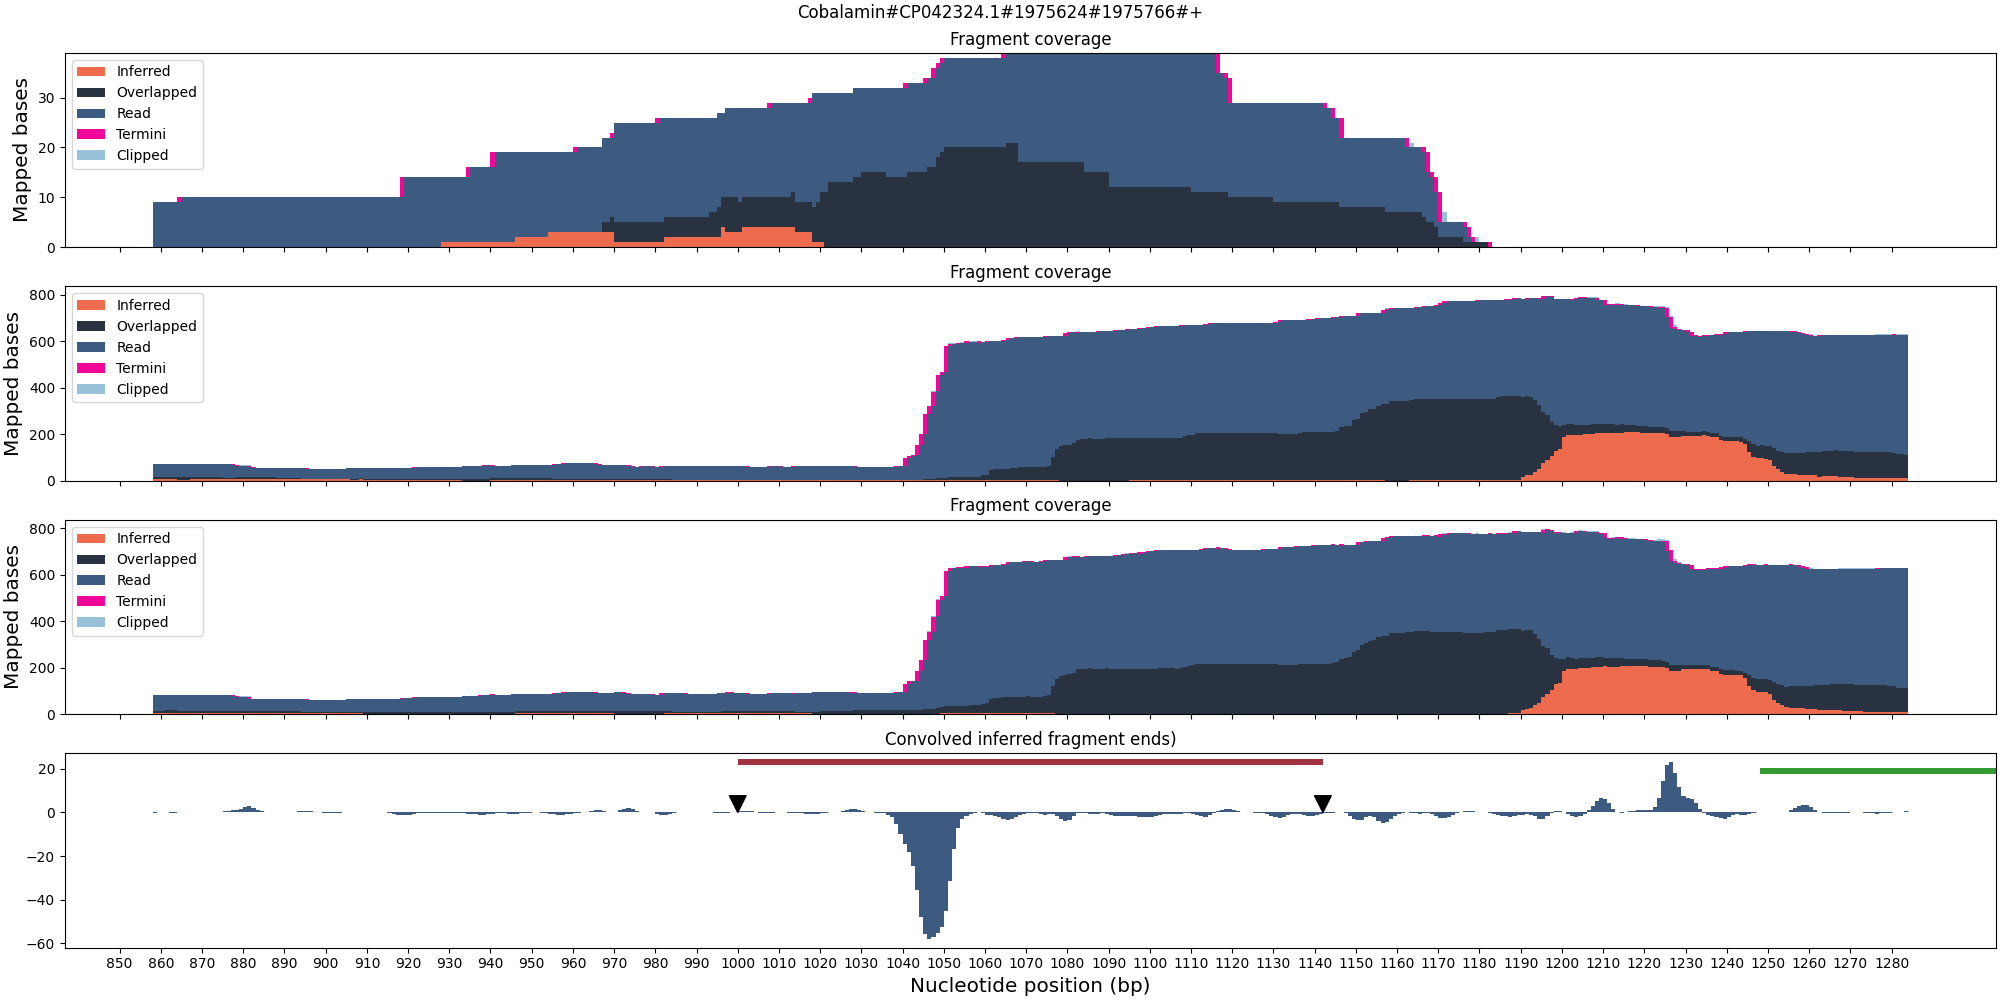 Cobalamin#CP042324.1#1975624#1975766#+
Fragment coverage
Mapped bases
30
20
10
0
Inferred
Overlapped
Read
Termini
Clipped
Fragment coverage
Mapped bases
800
600
400
200
0
Inferred
Overlapped
Read
Termini
Clipped
Fragment coverage
Mapped bases
800
600
400
200
0
Inferred
Overlapped
Read
Termini
Clipped
Convolved inferred fragment ends)
20
0
−20
−40
−60
850 860 870 880 890 900 910 920 930 940 950 960 970 980 990 1000 1010 1020 1030 1040 1050 1060 1070 1080 1090 1100 1110 1120 1130 1140 1150 1160 1170 1180 1190 1200 1210 1220 1230 1240 1250 1260 1270 1280
Nucleotide position (bp)